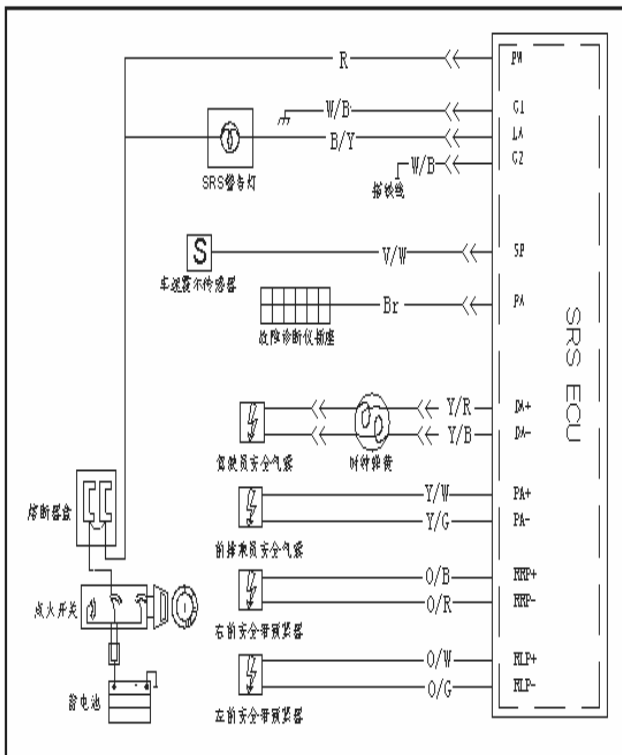 R
PW
W/B
G1
B/Y
LA
W/B
G2
SRS警告灯
搭铁线
V/W
SP
车速霍尔传感器
Br
PA
故障诊断仪插座
SRS ECU
Y/R
DA+
Y/B
DA-
驾驶员安全气囊
时钟弹簧
Y/W
PA+
Y/G
PA-
熔断器盒
前排乘员安全气囊
O/B
RRP+
O/R
RRP-
点火开关
右前安全带预紧器
O/W
RLP+
O/G
RLP-
蓄电池
左前安全带预紧器
S